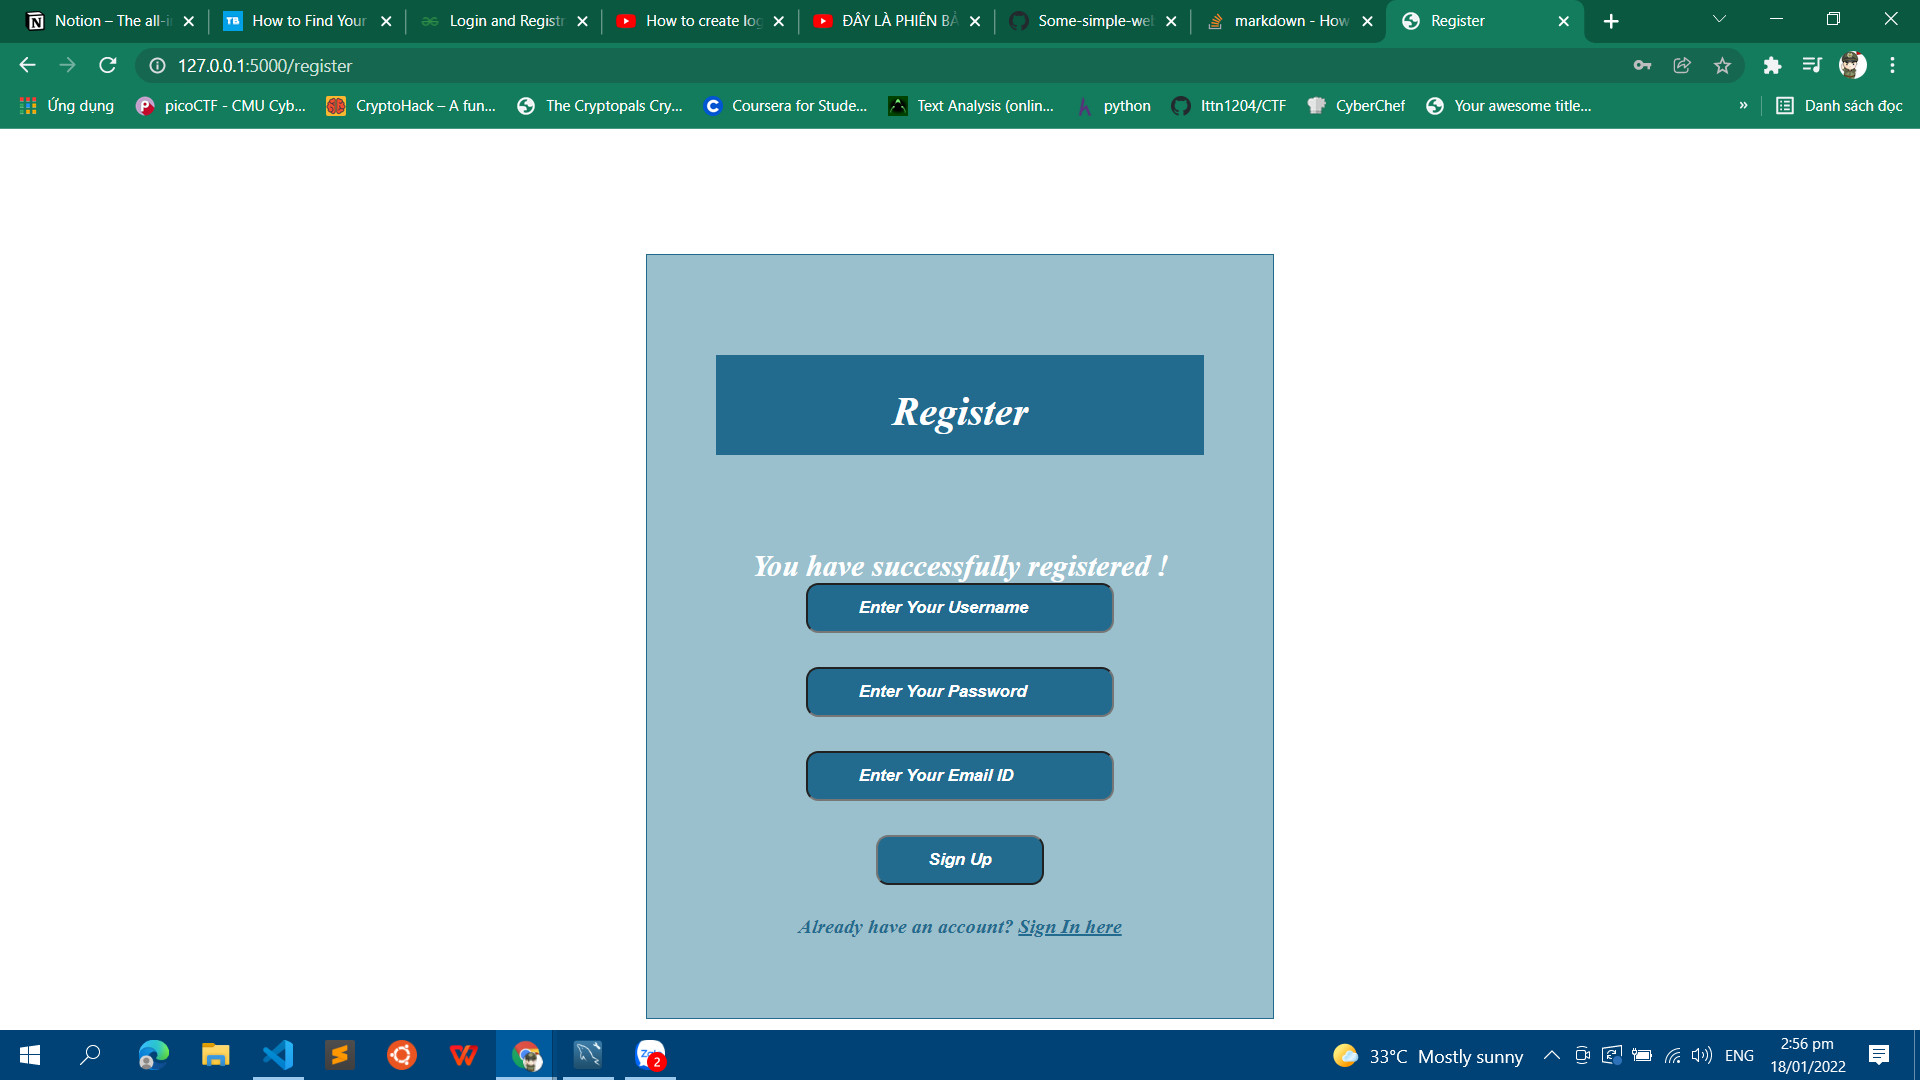 Notion – The all-i
TB How to Find Your
Login and Registr
How to create log
ĐÂY LÀ PHIÊN BẢ
Some-simple-web
markdown - How
Register
127.0.0.1:5000/register
Ứng dụng
picoCTF - CMU Cyb...
CryptoHack – A fun...
The Cryptopals Cry...
Coursera for Stude...
Text Analysis (onlin...
python
lttn1204/CTF
CyberChef
Your awesome title...
»
Danh sách đọc
Register
You have successfully registered !
Enter Your Username
Enter Your Password
Enter Your Email ID
Sign Up
Already have an account? Sign In here
2
33°C Mostly sunny
ENG
2:56 pm
18/01/2022